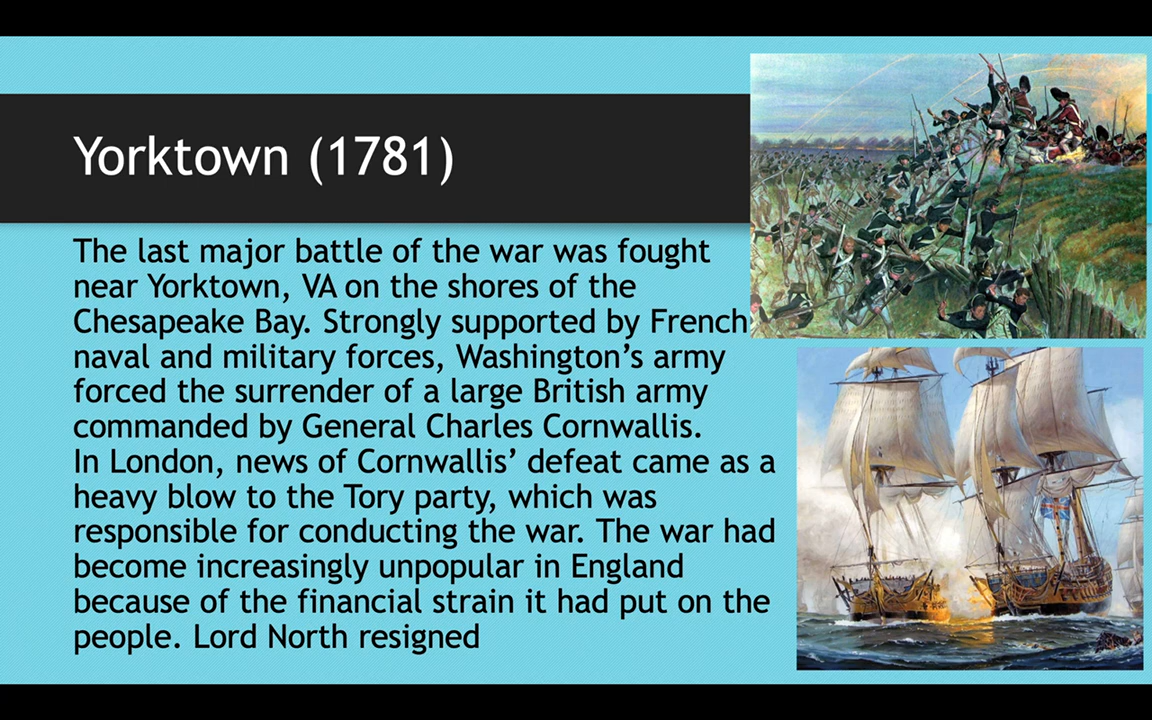 Yorktown (1781)
The last major battle of the war was fought
near Yorktown, VA on the shores of the
Chesapeake Bay. Strongly supported by French
naval and military forces, Washington’s army
forced the surrender of a large British army
commanded by General Charles Cornwallis.
In London, news of Cornwallis’ defeat came as a
heavy blow to the Tory party, which was
responsible for conducting the war. The war had
become increasingly unpopular in England
because of the financial strain it had put on the
people. Lord North resigned